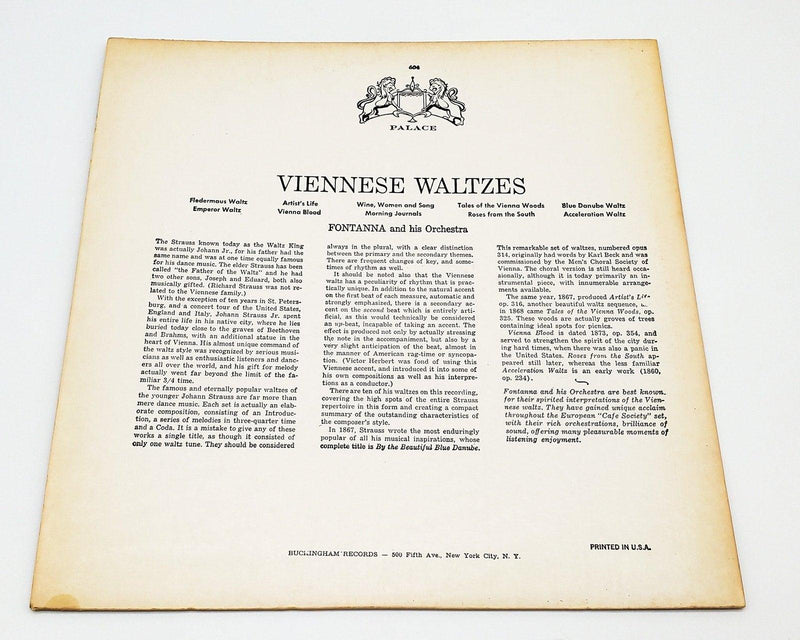 604
PALACE
VIENNESE WALTZES
Fledermaus Waltz Artist's Life Wine, Women and Song Tales of the Vienna Woods Blue Danube Waltz
Emperor Waltz Vienna Blood Morning Journals Roses from the South Acceleration Waltz
FONTANNA and his Orchestra
The Strauss known today as the Waltz King
was actually Johann Jr., for his father had the
same name and was at one time equally famous
for his dance music. The elder Strauss has been
called "the Father of the Waltz" and he had
two other sons, Joseph and Eduard, both also
musically gifted. (Richard Strauss was not re-
lated to the Viennese family.)
With the exception of ten years in St. Peters-
burg, and a concert tour of the United States,
England and Italy, Johann Strauss Jr. spent
his entire life in his native city, where he lies
buried today close to the graves of Beethoven
and Brahms, with an additional statue in the
heart of Vienna. His almost unique command of
the waltz style was recognized by serious musi-
cians as well as enthusiastic listeners and danc-
ers all over the world, and his gift for melody
actually went far beyond the limit of the fa-
miliar 3/4 time.
The famous and eternally popular waltzes of
the younger Johann Strauss are far more than
mere dance music. Each set is actually an elab-
orate composition, consisting of an Introduc-
tion, a series of melodies in three-quarter time
and a Coda. It is a mistake to give any of these
works a single title, as though it consisted of
only one waltz tune. They should be considered
always in the plural, with a clear distinction
between the primary and the secondary themes.
There are frequent changes of key, and some-
times of rhythm as well.
It should be noted also that the Viennese
waltz has a peculiarity of rhythm that is prac-
tically unique. In addition to the natural accent
on the first beat of each measure, automatic and
strongly emphasized, there is a secondary ac-
cent on the second beat which is entirely arti-
ficial, as this would technically be considered
an up-beat, incapable of taking an accent. The
effect is produced not only by actually stressing
the note in the accompaniment, but also by a
very slight anticipation of the beat, almost in
the manner of American rag-time or syncopa-
tion. (Victor Herbert was fond of using this
Viennese accent, and introduced it into some of
his own compositions as well as his interpre-
tions as a conductor.)
There are ten of his waltzes on this recording,
covering the high spots of the entire Strauss
repertoire in this form and creating a compact
summary of the outstanding characteristics of
the composer's style.
In 1867, Strauss wrote the most enduringly
popular of all his musical inspirations, whose
complete title is By the Beautiful Blue Danube.
This remarkable set of waltzes, numbered opus
314, originally had words by Karl Beck and was
commissioned by the Men's Choral Society of
Vienna. The choral version is still heard occa-
sionally, although it is today primarily an in-
strumental piece, with innumerable arrange-
ments available.
The same year, 1867, produced Artist's Life-
op. 316, another beautiful waltz sequence,
in 1868 came Tales of the Vienna Woods, op.
325. These words are actually groves of trees
containing ideal spots for picnics.
Vienna Blood is dated 1873, op. 354, and
served to strengthen the spirit of the city dur-
ing hard times, when there was also a panic in
the United States. Roses from the South ap-
peared still later, whereas the less familiar
Acceleration Waltz is an early work (1860,
op. 234).
Fontanna and his Orchestra are best known
for their spirited interpretations of the Vien-
nese waltz. They have gained unique acclaim
throughout the European "Cafe Society" set,
with their rich orchestrations, brilliance of
sound, offering many pleasurable moments of
listening enjoyment.
BUCKINGHAM RECORDS — 500 Fifth Ave., New York City, N. Y.
PRINTED IN U.S.A.